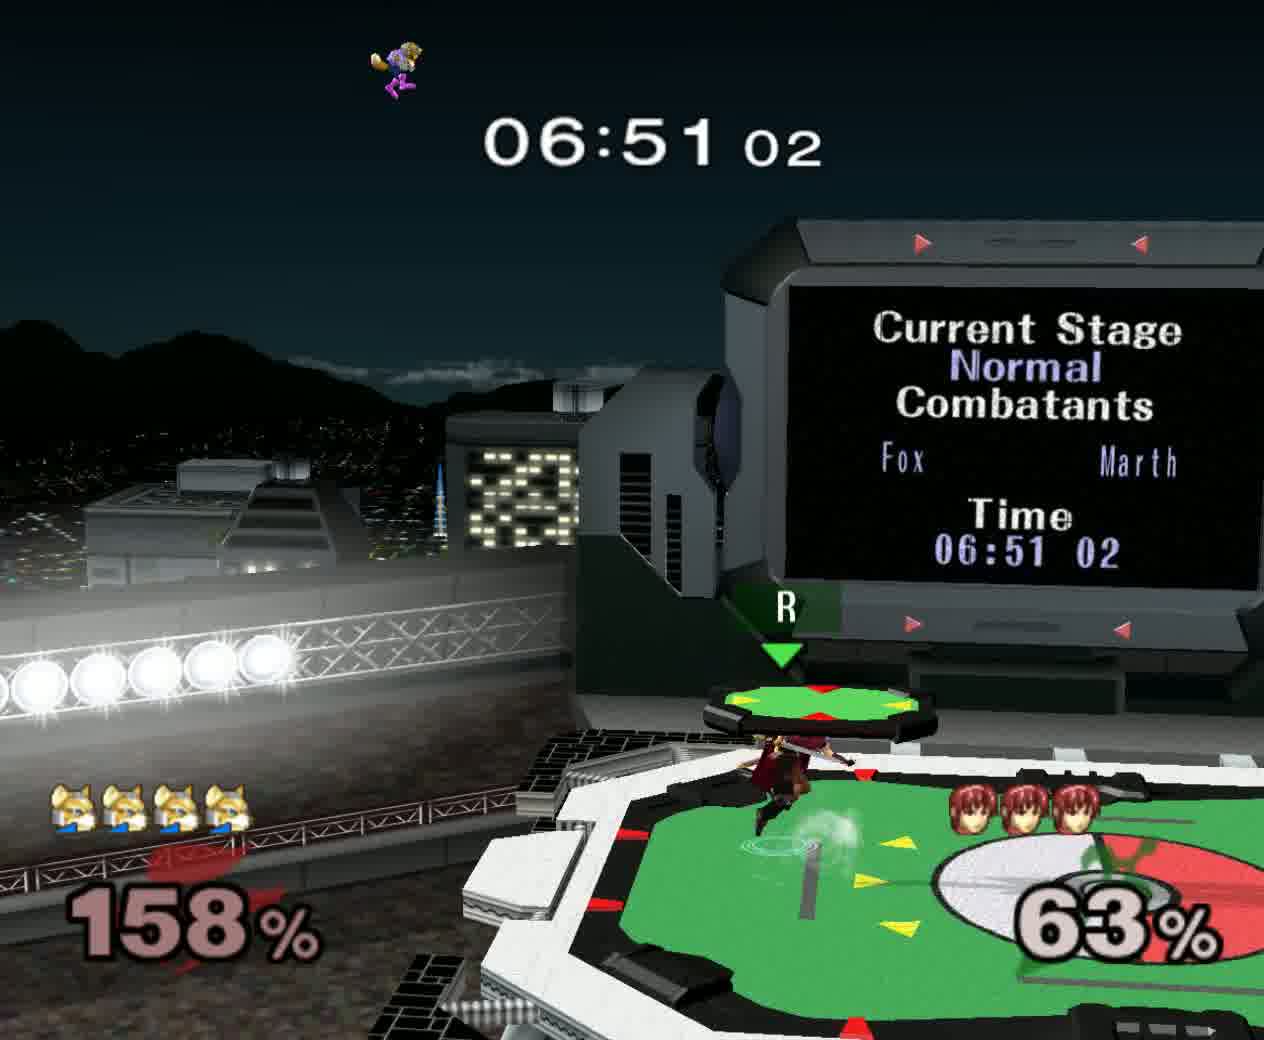 06:51 02
Current Stage
Normal
Combatants
Fox Marth
Time
06:51 02
R
158%
63%